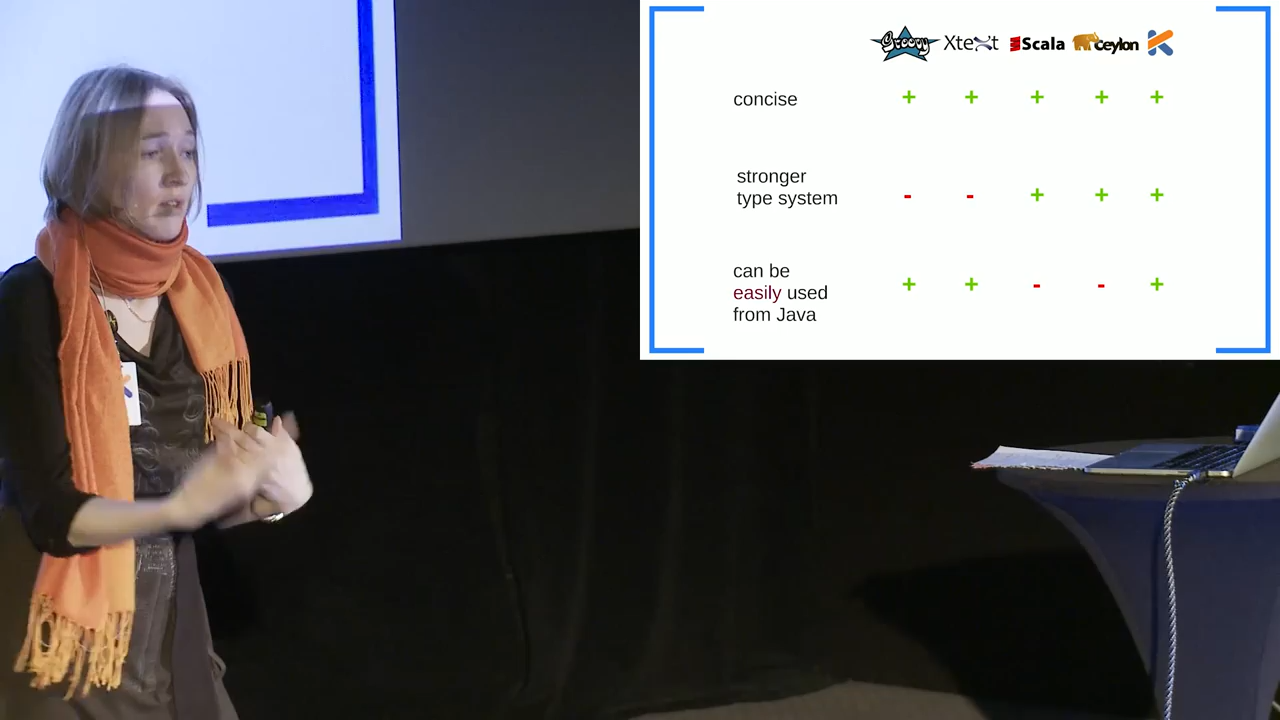 Groovy Xtext Scala Ceylon
concise + + + + +
stronger
type system - - + + +
can be
easily used + + - - +
from Java